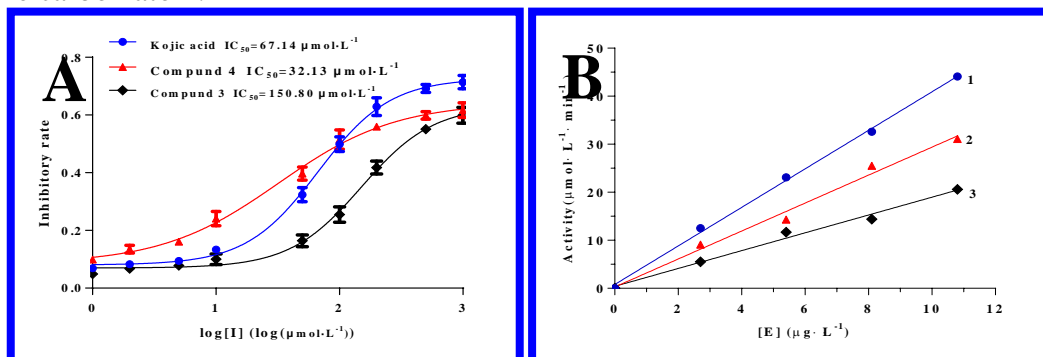 A
Kojic acid IC50=67.14 μmol·L-1
Compund 4 IC50=32.13 μmol·L-1
Compund 3 IC50=150.80 μmol·L-1
0.8
0.6
0.4
0.2
0.0
Inhibitory rate
0 1 2 3
log[I] (log(μmol·L-1))
B
50
40
30
20
10
0
Activity(μmol·L-1·min-1)
1
2
3
0 2 4 6 8 10 12
[E] (μg·L-1)